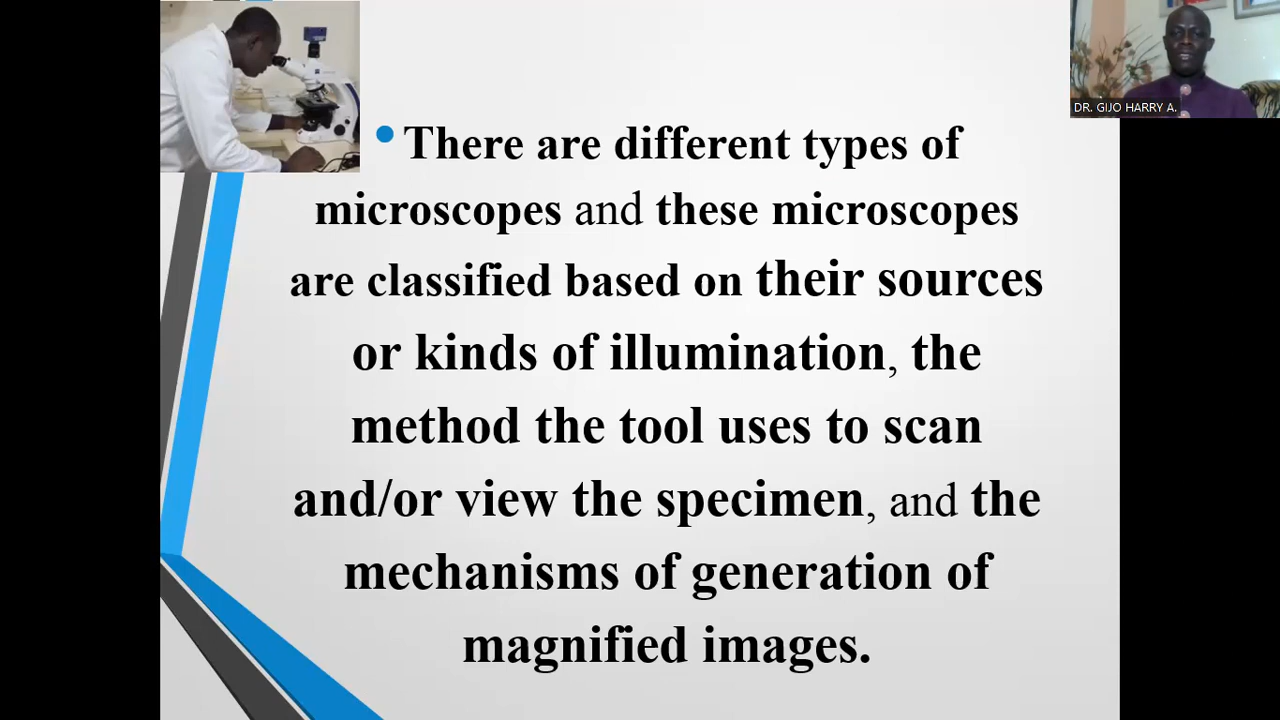 DR. GIJO HARRY A.
• There are different types of
microscopes and these microscopes
are classified based on their sources
or kinds of illumination, the
method the tool uses to scan
and/or view the specimen, and the
mechanisms of generation of
magnified images.